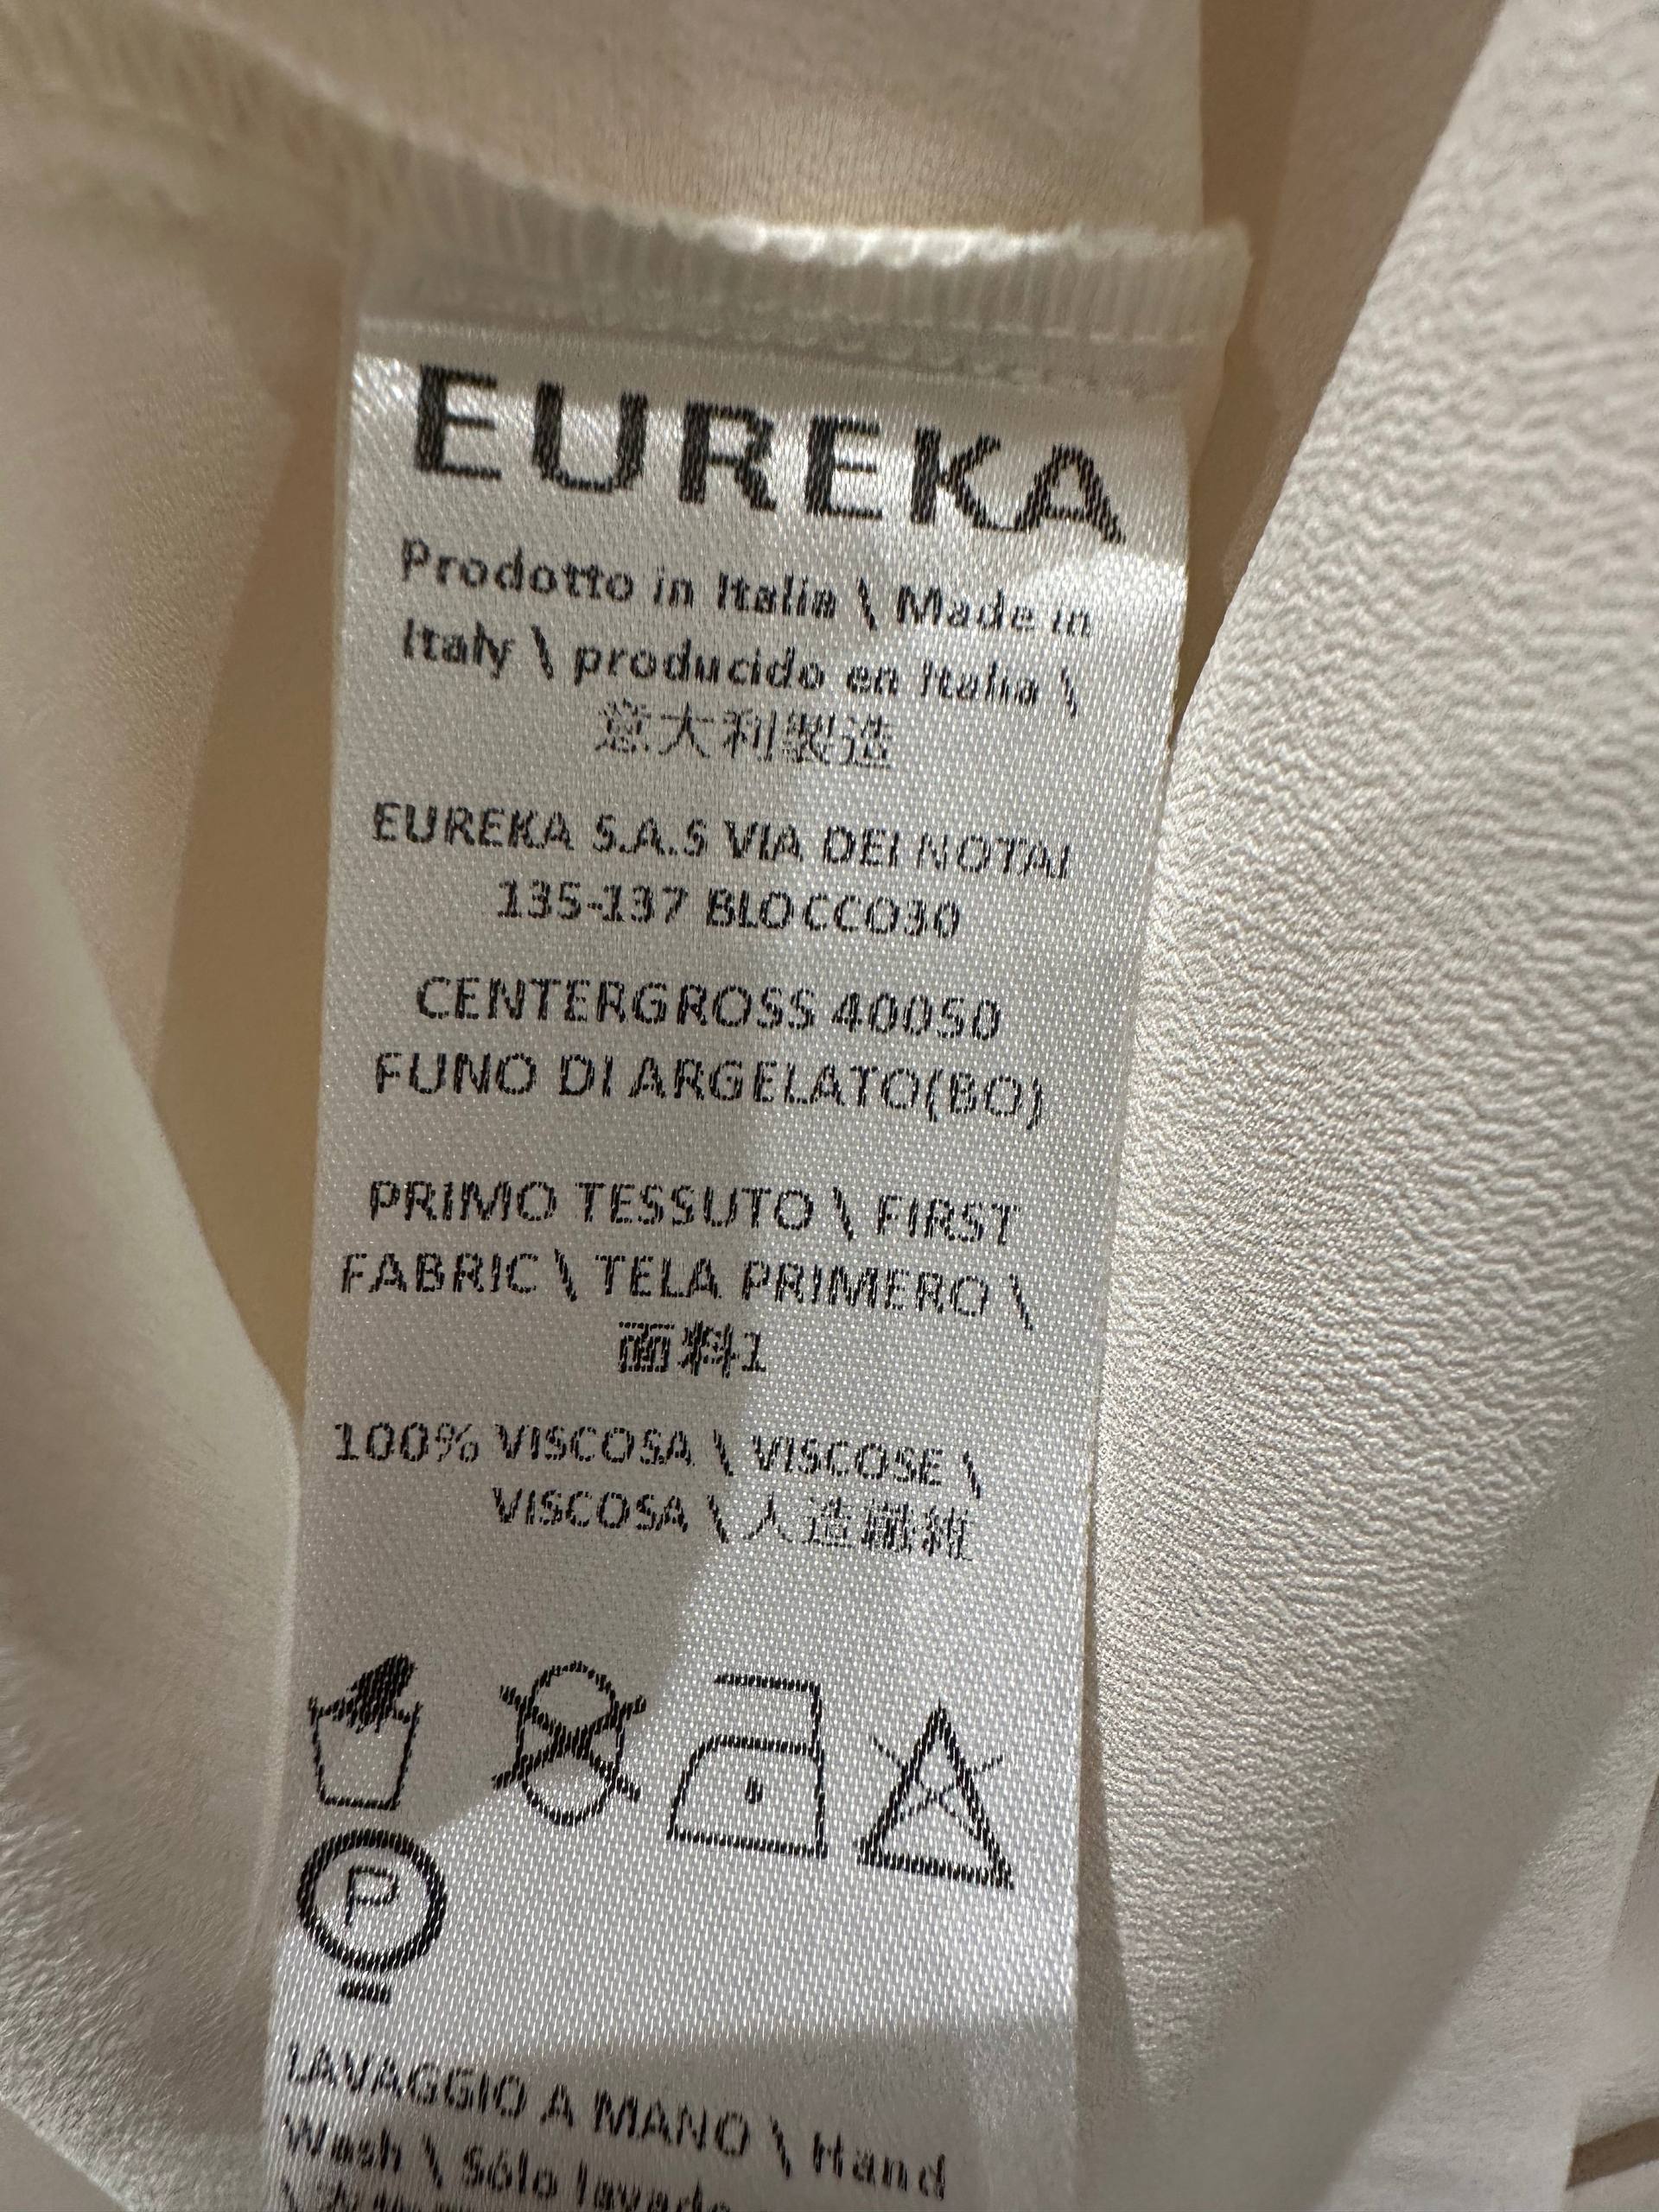 EUREKA
Prodotto in Italia \ Made in
Italy \ producido en Italia \
意大利製造
EUREKA S.A.S VIA DEI NOTAI
135-137 BLOCCO30
CENTERGROSS 40050
FUNO DI ARGELATO(BO)
PRIMO TESSUTO \ FIRST
FABRIC \ TELA PRIMERO \
面料1
100% VISCOSA \ VISCOSE \
VISCOSA \ 人造纖維
P
LAVAGGIO A MANO \ Hand
Wash \ Sólo lavado